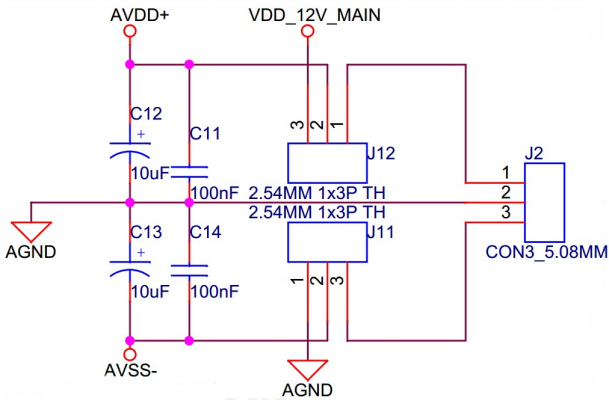 AVDD+
VDD_12V_MAIN
C12
+
C11
3
2
1
J12
J2
10uF
100nF
2.54MM 1x3P TH
1
2
3
AGND
C13
+
C14
2.54MM 1x3P TH
J11
CON3_5.08MM
10uF
100nF
1
2
3
AVSS-
AGND